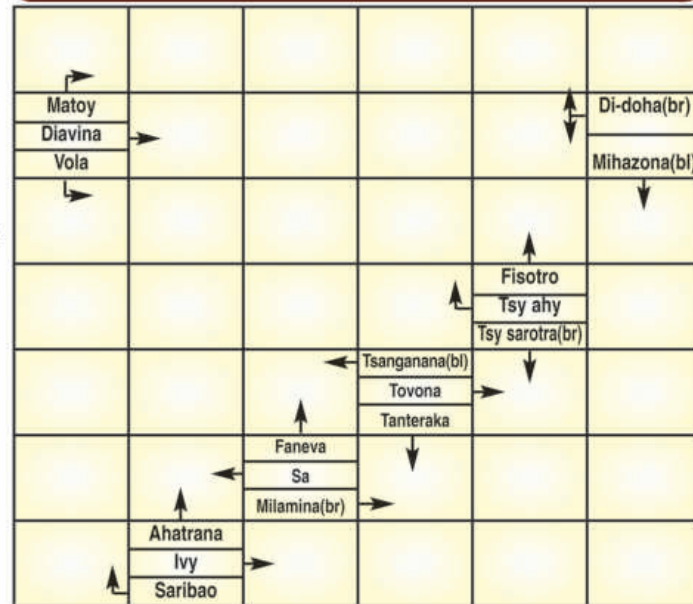 Matoy
Diavina
Vola
Di-doha(br)
Mihazona(bl)
Fisotro
Tsy ahy
Tsy sarotra(br)
Tsanganana(bl)
Tovona
Tanteraka
Faneva
Sa
Milamina(br)
Ahatrana
Ivy
Saribao